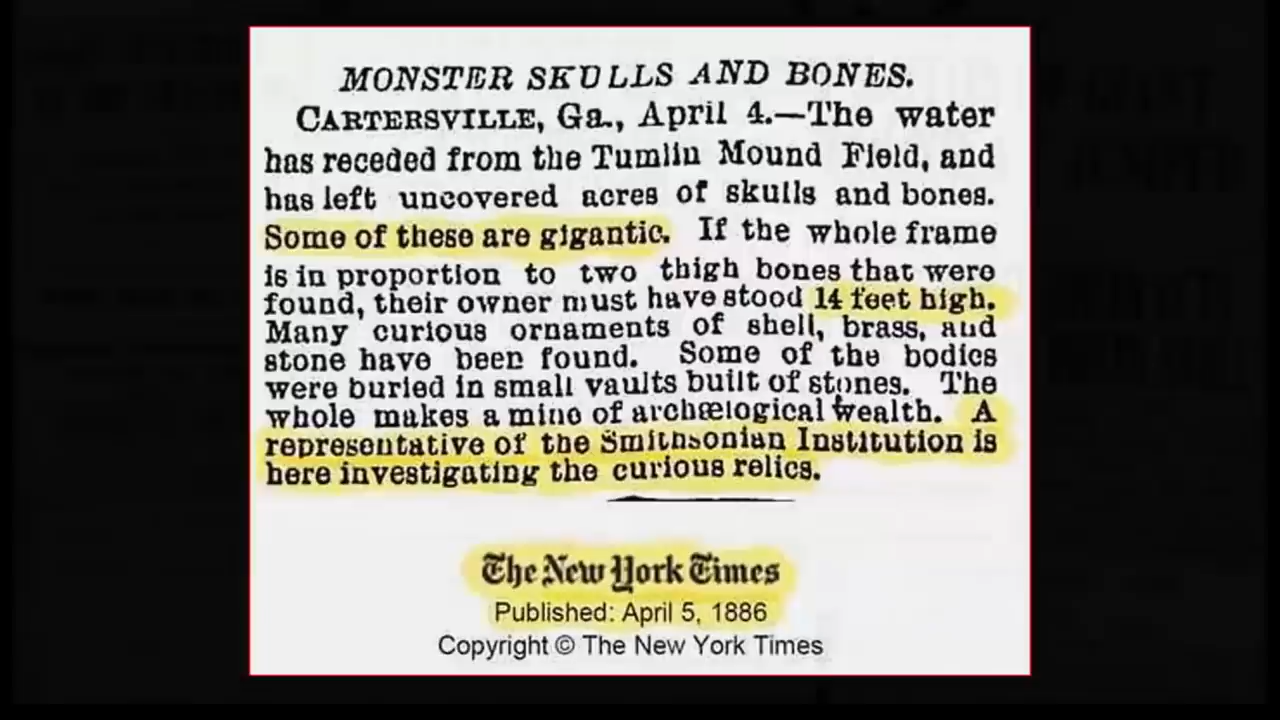 MONSTER SKULLS AND BONES.
CARTERSVILLE, Ga., April 4.—The water
has receded from the Tumlin Mound Field, and
has left uncovered acres of skulls and bones.
Some of these are gigantic. If the whole frame
is in proportion to two thigh bones that were
found, their owner must have stood 14 feet high.
Many curious ornaments of shell, brass, and
stone have been found. Some of the bodies
were buried in small vaults built of stones. The
whole makes a mine of archælogical wealth. A
representative of the Smithsonian Institution is
here investigating the curious relics.
The New York Times
Published: April 5, 1886
Copyright © The New York Times